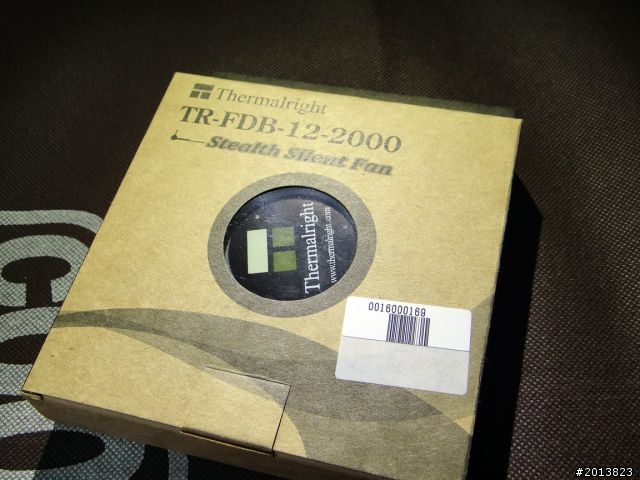 Thermalright
TR-FDB-12-2000
Stealth Silent Fan
Thermalright
www.thermalright.com
0016000169
#2013823